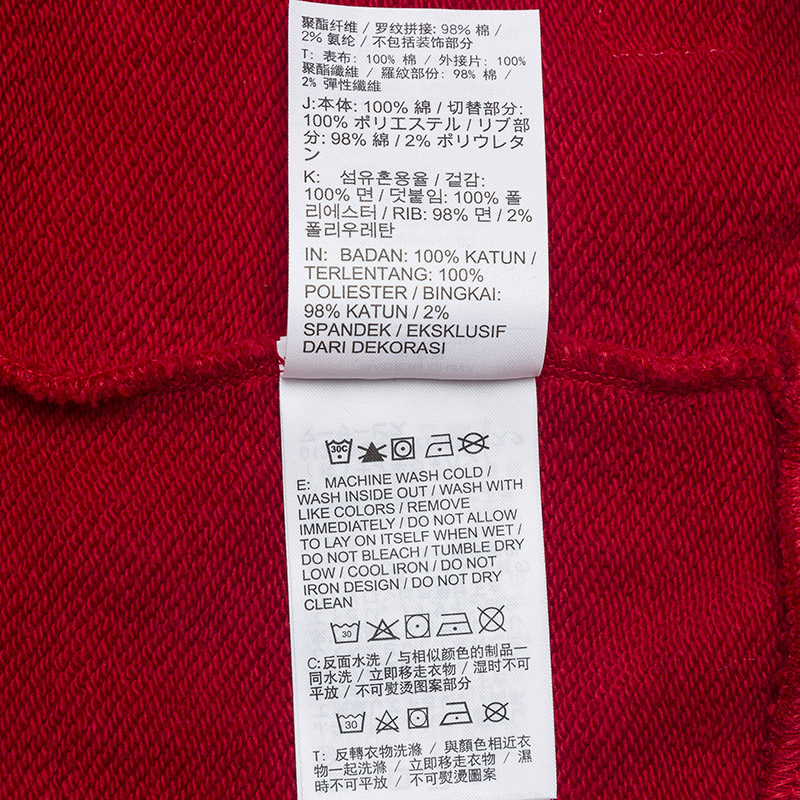 聚酯纤维 / 罗纹拼接: 98% 棉 /
2% 氨纶 / 不包括装饰部分
T: 表布: 100% 棉 / 外接片: 100%
聚酯纖維 / 羅紋部份: 98% 棉 /
2% 彈性纖維
J:本体: 100% 綿 / 切替部分:
100% ポリエステル / リブ部
分: 98% 綿 / 2% ポリウレタ
ン
K: 섬유혼용율 / 겉감:
100% 면 / 덧붙임: 100% 폴
리에스터 / RIB: 98% 면 / 2%
폴리우레탄
IN: BADAN: 100% KATUN /
TERLENTANG: 100%
POLIESTER / BINGKAI:
98% KATUN / 2%
SPANDEK / EKSKLUSIF
DARI DEKORASI
30C
E: MACHINE WASH COLD /
WASH INSIDE OUT / WASH WITH
LIKE COLORS / REMOVE
IMMEDIATELY / DO NOT ALLOW
TO LAY ON ITSELF WHEN WET /
DO NOT BLEACH / TUMBLE DRY
LOW / COOL IRON / DO NOT
IRON DESIGN / DO NOT DRY
CLEAN
30
C:反面水洗 / 与相似颜色的制品一
同水洗 / 立即移走衣物 / 湿时不可
平放 / 不可熨烫图案部分
30
T: 反轉衣物洗滌 / 與顏色相近衣
物一起洗滌 / 立即移走衣物 / 濕
時不可平放 / 不可熨燙圖案